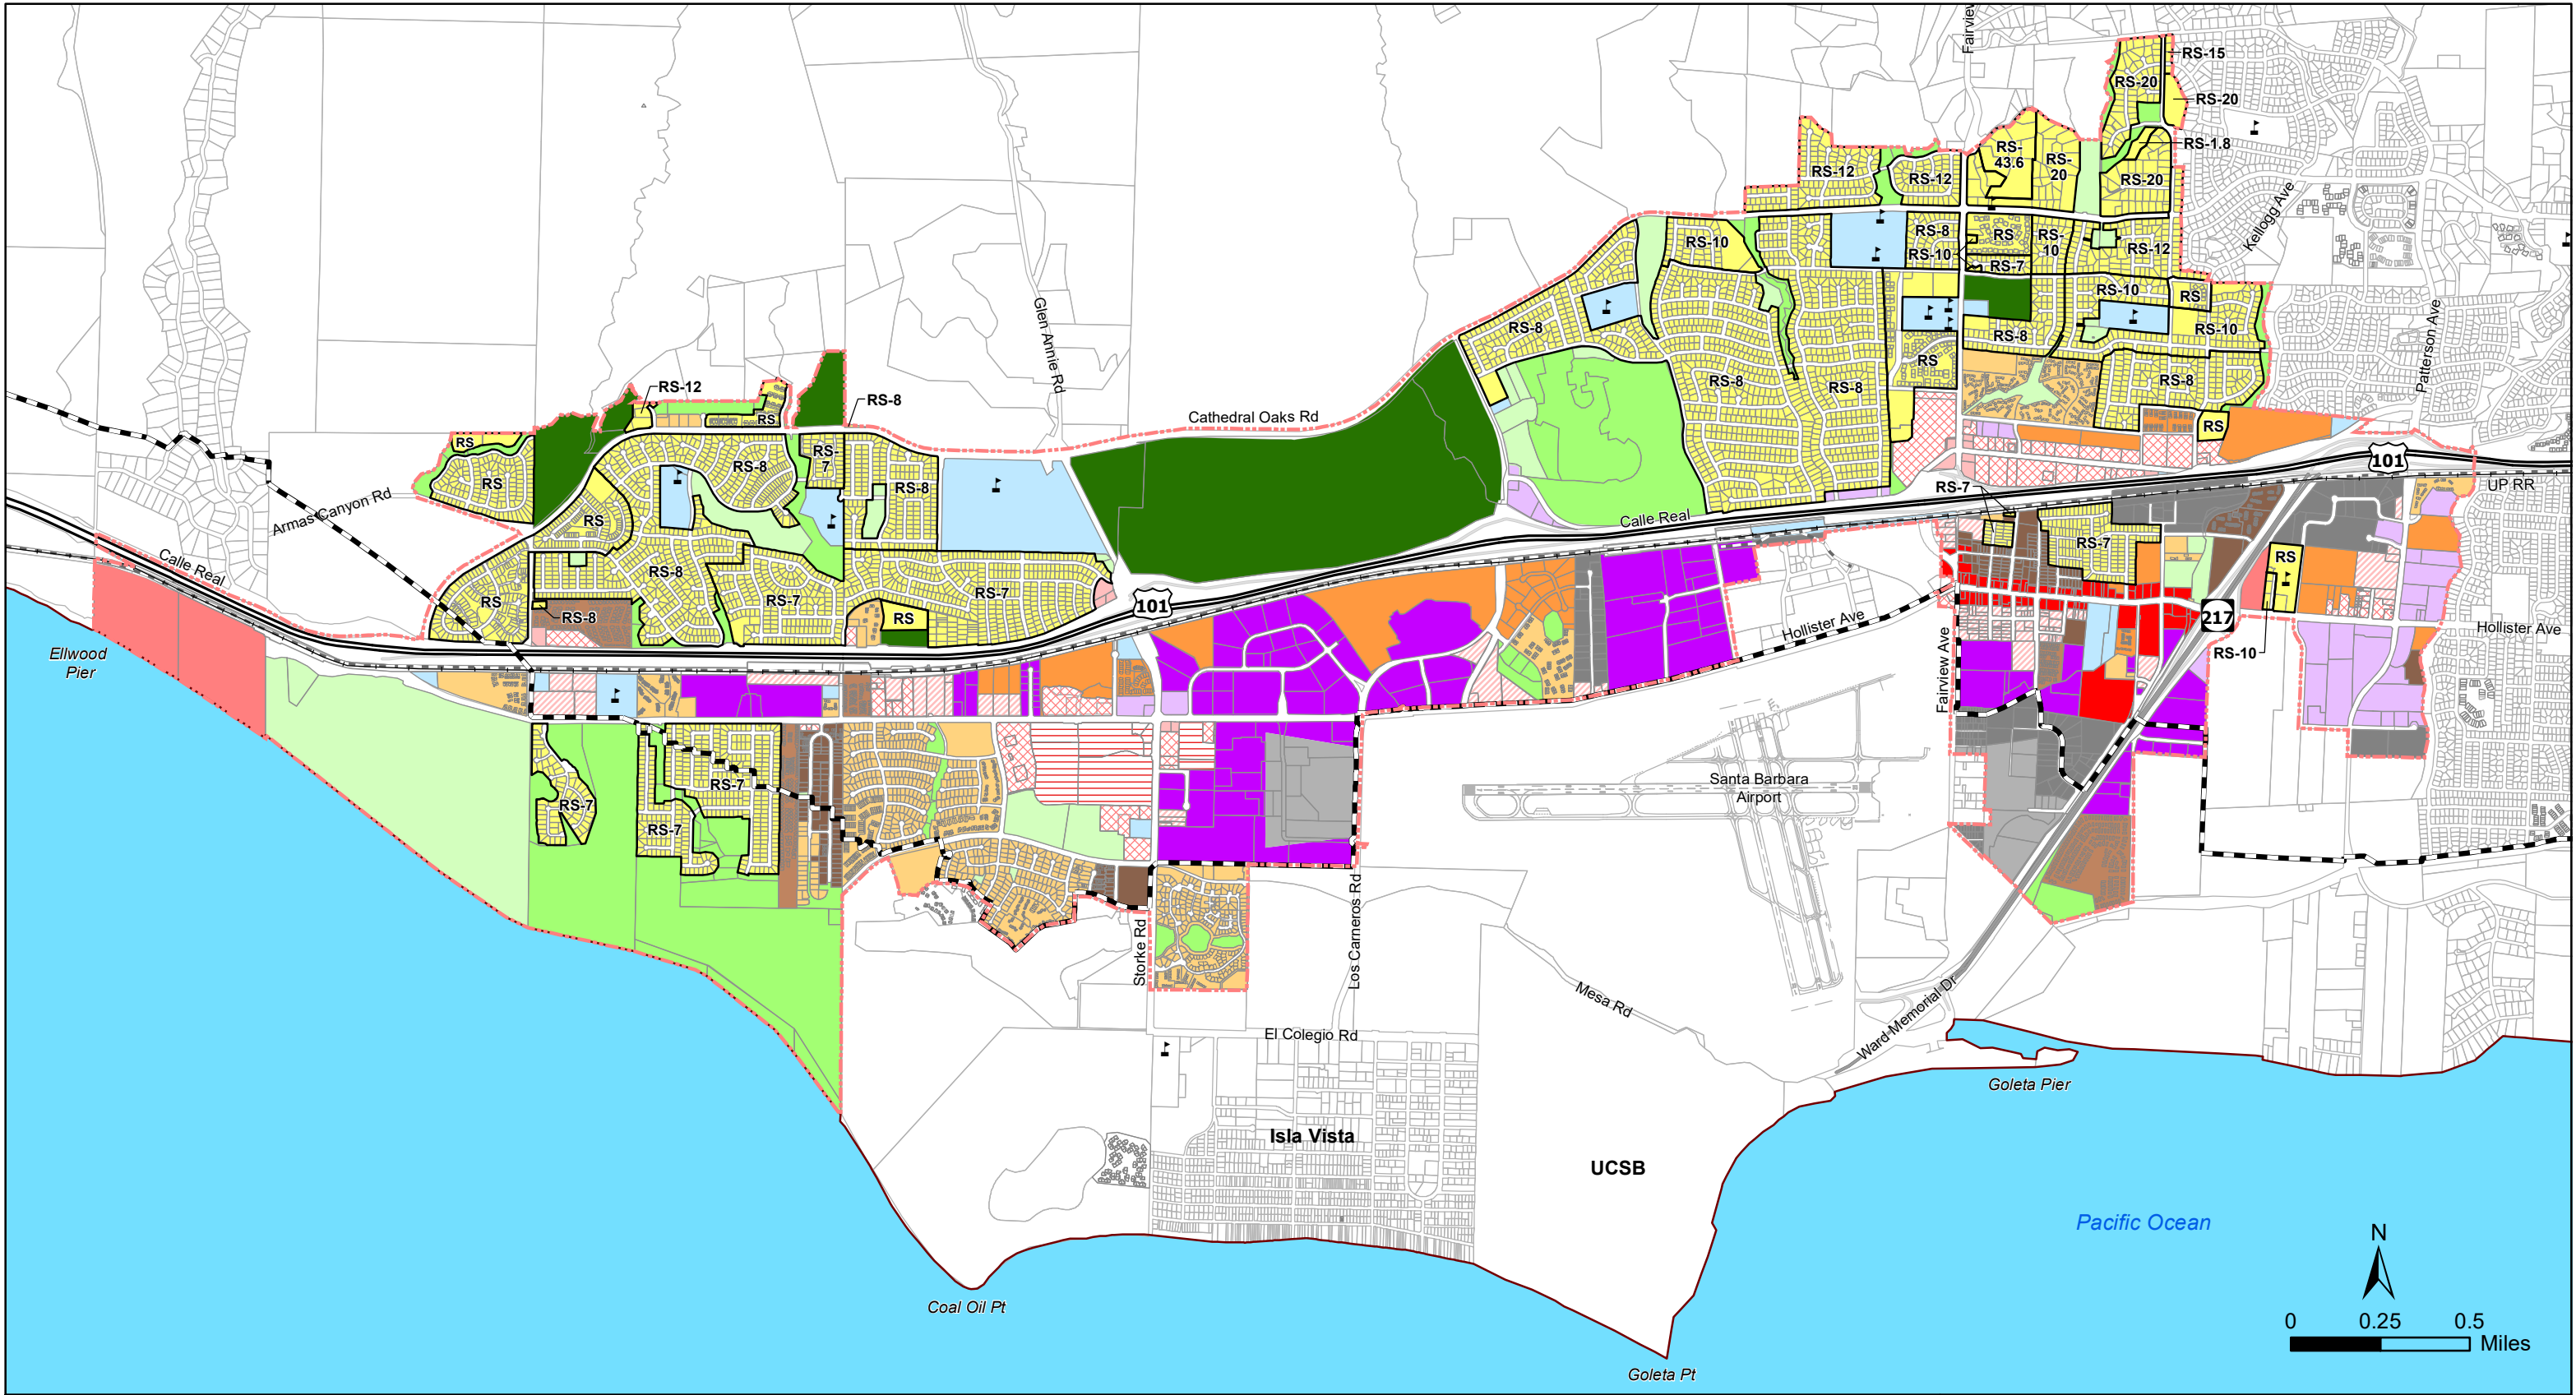 Fairview
RS-15
RS-20
RS-20
RS-1.8
RS-
43.6
RS-
20
RS-12
RS-12
RS-20
Kellogg Ave
RS-8
RS
RS-
10
RS-12
RS-10
RS-10
RS-7
RS-10
RS
Glen Annie Rd
RS-8
RS-8
RS-10
Patterson Ave
RS
RS-8
RS-8
RS-8
RS-12
RS-8
RS
Cathedral Oaks Rd
RS
RS
101
RS-
7
RS-8
RS
RS-8
UP RR
RS-7
Armas Canyon Rd
RS
Calle Real
RS-7
Calle Real
RS-8
RS
RS
RS-7
RS-7
101
RS-8
RS
217
Hollister Ave
Hollister Ave
Ellwood
Pier
RS-10
Fairview Ave
RS-7
RS-7
RS-7
Santa Barbara
Airport
Storke Rd
Los Carneros Rd
Mesa Rd
Ward Memorial Dr
El Colegio Rd
Goleta Pier
Isla Vista
UCSB
Pacific Ocean
N
Coal Oil Pt
0 0.25 0.5
Miles
Goleta Pt